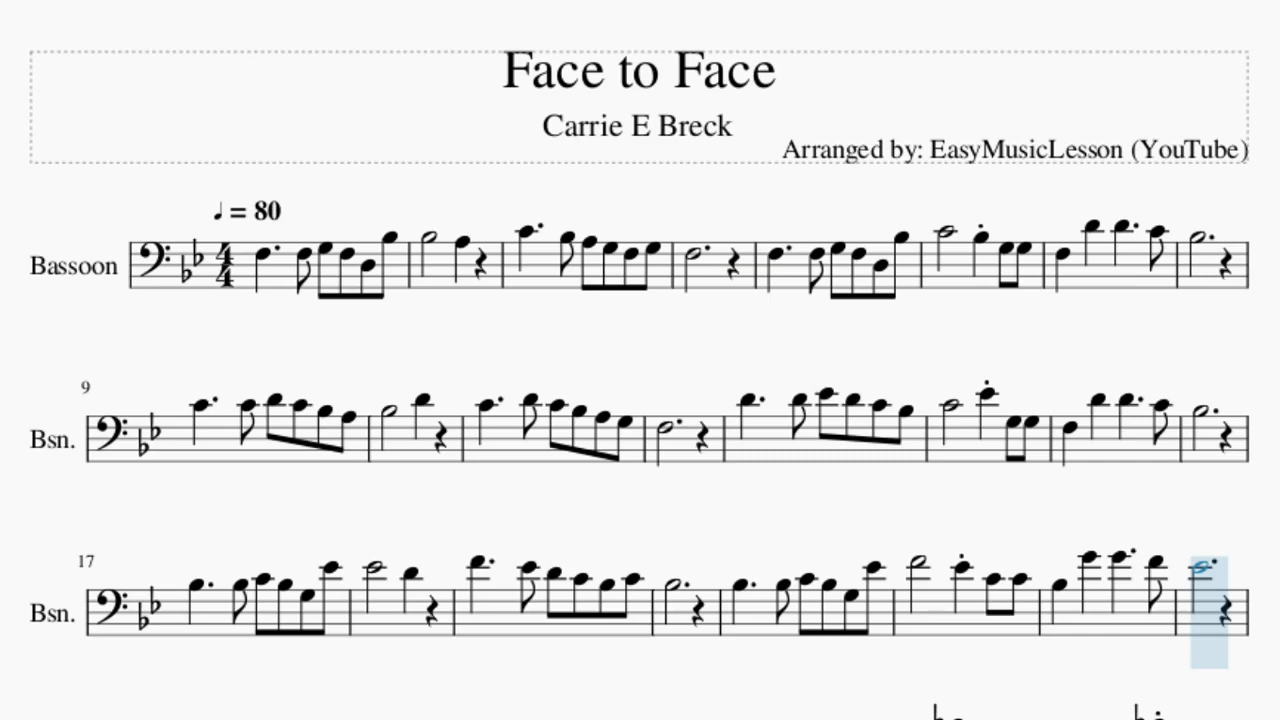 Face to Face
Carrie E Breck
Arranged by: EasyMusicLesson (YouTube)
♩ = 80
Bassoon
9
Bsn.
17
Bsn.